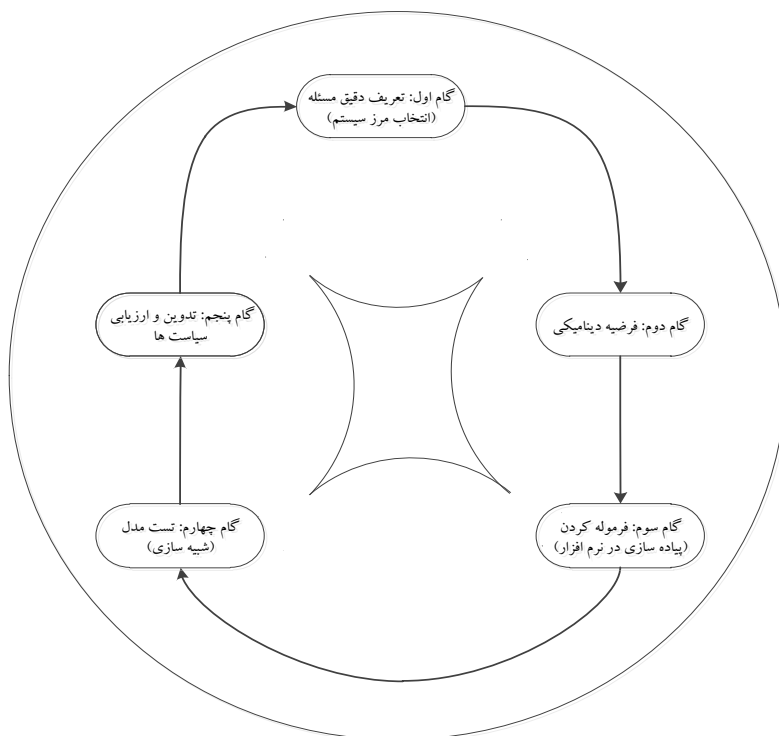 گام اول: تعریف دقیق مسئله
(انتخاب مرز سیستم)
گام دوم: فرضیه دینامیکی
گام سوم: فرموله کردن
(پیاده سازی در نرم افزار)
گام چهارم: تست مدل
(شبیه سازی)
گام پنجم: تدوین و ارزیابی
سیاست ها